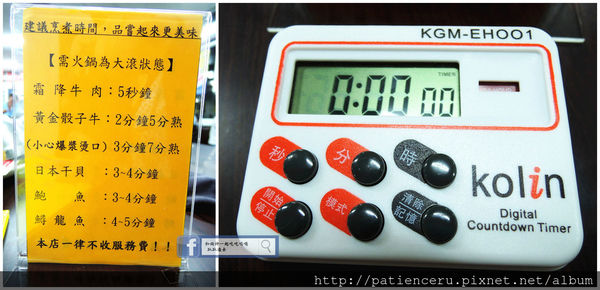 建議烹煮時間，品嘗起來更美味
【需火鍋為大滾狀態】
霜降牛肉：5秒鐘
黃金骰子牛：2分鐘5分熟
(小心爆漿燙口) 3分鐘7分熟
日本干貝：3~4分鐘
鮑魚：3~4分鐘
鱘龍魚：4~5分鐘
本店一律不收服務費！！
KGM-EH001
TIMER
0:00 00
秒
分
時
開始
停止
模式
清除
記憶
kolin
Digital
Countdown Timer
http://patienceru.pixnet.net/album